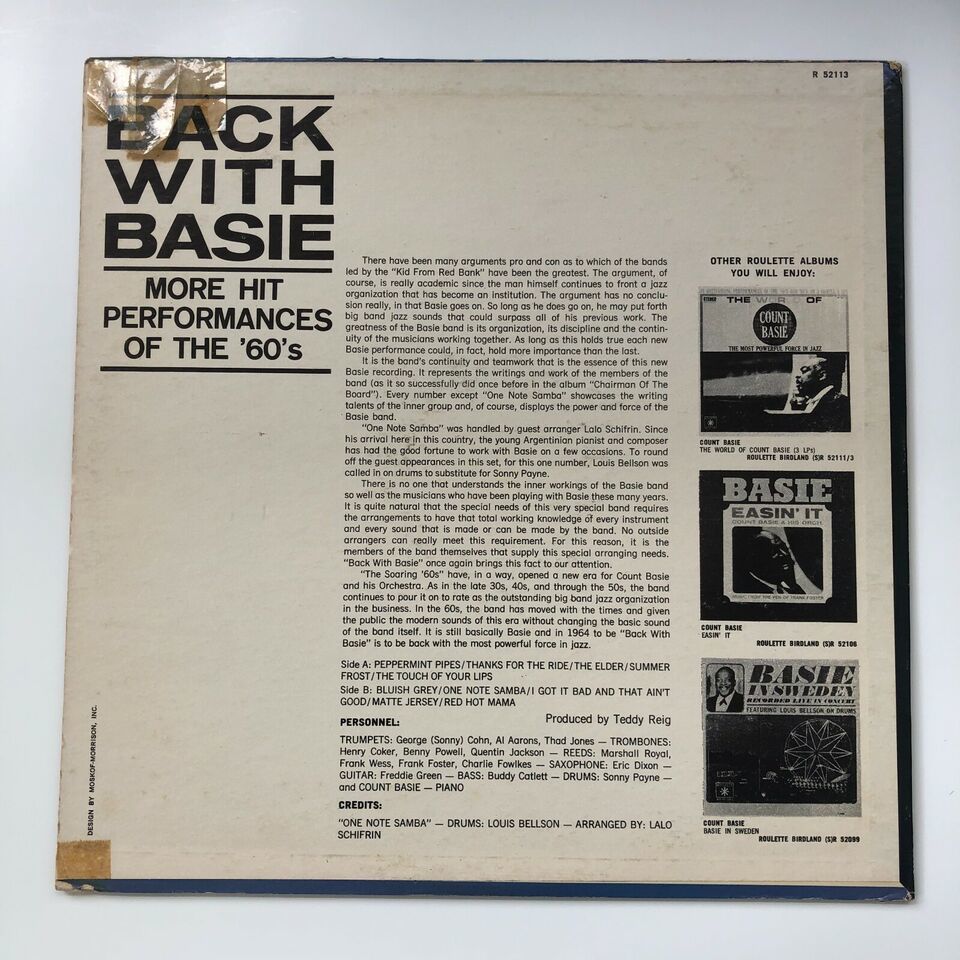 R 52113
BACK
WITH
BASIE
MORE HIT
PERFORMANCES
OF THE '60's
There have been many arguments pro and con as to which of the bands
led by the "Kid From Red Bank" have been the greatest. The argument, of
course, is really academic since the man himself continues to front a jazz
organization that has become an institution. The argument has no conclu-
sion really, in that Basie goes on. So long as he does go on, he may put forth
big band jazz sounds that could surpass all of his previous work. The
greatness of the Basie band is its organization, its discipline and the contin-
uity of the musicians working together. As long as this holds true each new
Basie performance could, in fact, hold more importance than the last.
It is the band's continuity and teamwork that is the essence of this new
Basie recording. It represents the writings and work of the members of the
band (as it so successfully did once before in the album "Chairman Of The
Board"). Every number except "One Note Samba" showcases the writing
talents of the inner group and, of course, displays the power and force of the
Basie band.
"One Note Samba" was handled by guest arranger Lalo Schifrin. Since
his arrival here in this country, the young Argentinian pianist and composer
has had the good fortune to work with Basie on a few occasions. To round
off the guest appearances in this set, for this one number, Louis Bellson was
called in on drums to substitute for Sonny Payne.
There is no one that understands the inner workings of the Basie band
so well as the musicians who have been playing with Basie these many years.
It is quite natural that the special needs of this very special band requires
the arrangements to have that total working knowledge of every instrument
and every sound that is made or can be made by the band. No outside
arrangers can really meet this requirement. For this reason, it is the
members of the band themselves that supply this special arranging needs.
"Back With Basie" once again brings this fact to our attention.
"The Soaring '60s" have, in a way, opened a new era for Count Basie
and his Orchestra. As in the late 30s, 40s, and through the 50s, the band
continues to pour it on to rate as the outstanding big band jazz organization
in the business. In the 60s, the band has moved with the times and given
the public the modern sounds of this era without changing the basic sound
of the band itself. It is still basically Basie and in 1964 to be "Back With
Basie" is to be back with the most powerful force in jazz.
Side A: PEPPERMINT PIPES/THANKS FOR THE RIDE/THE ELDER/SUMMER
FROST/THE TOUCH OF YOUR LIPS
Side B: BLUISH GREY/ONE NOTE SAMBA/I GOT IT BAD AND THAT AIN'T
GOOD/MATTE JERSEY/RED HOT MAMA
PERSONNEL: Produced by Teddy Reig
TRUMPETS: George (Sonny) Cohn, Al Aarons, Thad Jones — TROMBONES:
Henry Coker, Benny Powell, Quentin Jackson — REEDS: Marshall Royal,
Frank Wess, Frank Foster, Charlie Fowlkes — SAXOPHONE: Eric Dixon —
GUITAR: Freddie Green — BASS: Buddy Catlett — DRUMS: Sonny Payne —
and COUNT BASIE — PIANO
CREDITS:
"ONE NOTE SAMBA" — DRUMS: LOUIS BELLSON — ARRANGED BY: LALO
SCHIFRIN
OTHER ROULETTE ALBUMS
YOU WILL ENJOY:
THE WORLD OF
COUNT
BASIE
THE MOST POWERFUL FORCE IN JAZZ
COUNT BASIE
THE WORLD OF COUNT BASIE (3 LPs)
ROULETTE BIRDLAND (S)R 52111/3
BASIE
EASIN' IT
COUNT BASIE & HIS ORCH.
MUSIC FROM THE PEN OF FRANK FOSTER
COUNT BASIE
EASIN' IT
ROULETTE BIRDLAND (S)R 52106
BASIE
IN SWEDEN
RECORDED LIVE IN CONCERT
FEATURING LOUIS BELLSON ON DRUMS
COUNT BASIE
BASIE IN SWEDEN
ROULETTE BIRDLAND (S)R 52099
DESIGN BY MOSKOF-MORRISON, INC.